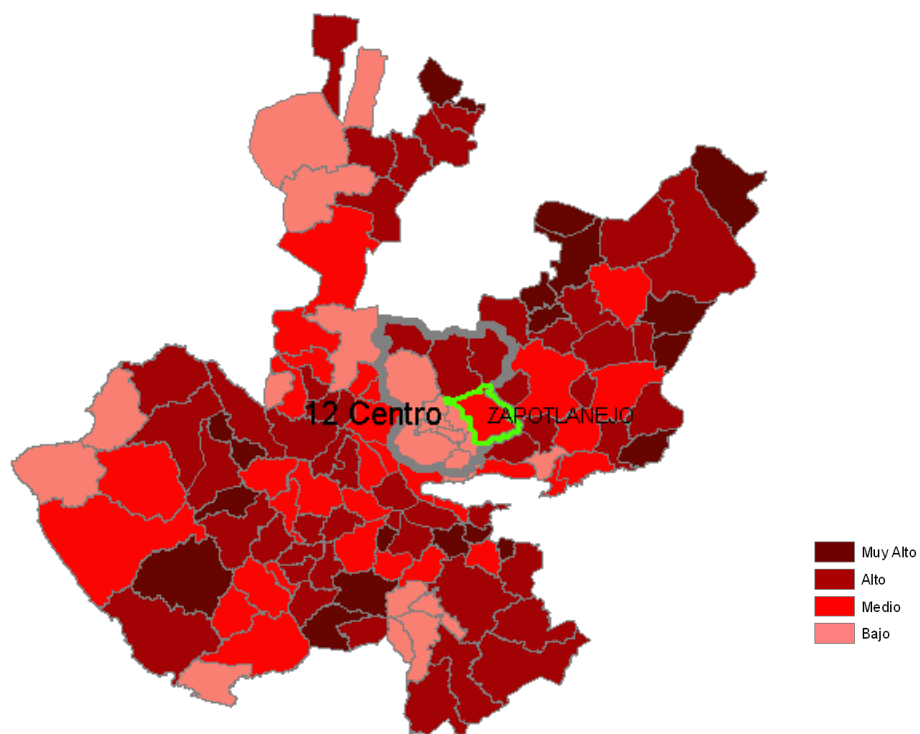 12 Centro
ZAPOTLANEJO
Muy Alto
Alto
Medio
Bajo